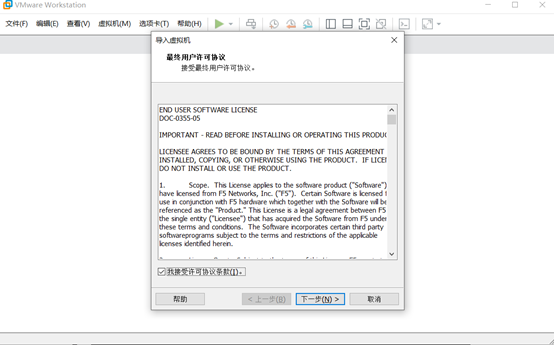 VMware Workstation
文件(F) 编辑(E) 查看(V) 虚拟机(M) 选项卡(T) 帮助(H)
导入虚拟机
最终用户许可协议
接受最终用户许可协议。
END USER SOFTWARE LICENSE
DOC-0355-05
IMPORTANT - READ BEFORE INSTALLING OR OPERATING THIS PRODUC
LICENSEE AGREES TO BE BOUND BY THE TERMS OF THIS AGREEMENT
INSTALLED, COPYING, OR OTHERWISE USING THE PRODUCT. IF LICEN
DO NOT INSTALL OR USE THE PRODUCT.
1. Scope. This License applies to the software product ("Software")
have licensed from F5 Networks, Inc. ("F5"). Certain Software is licensed
use in conjunction with F5 hardware which together with the Software will be
referenced as the "Product." This License is a legal agreement between F5
the single entity ("Licensee") that has acquired the Software from F5 under
these terms and conditions. The Software incorporates certain third party
softwareprograms subject to the terms and restrictions of the applicable
licenses identified herein.
我接受许可协议条款(I)。
帮助 < 上一步(B) 下一步(N) > 取消